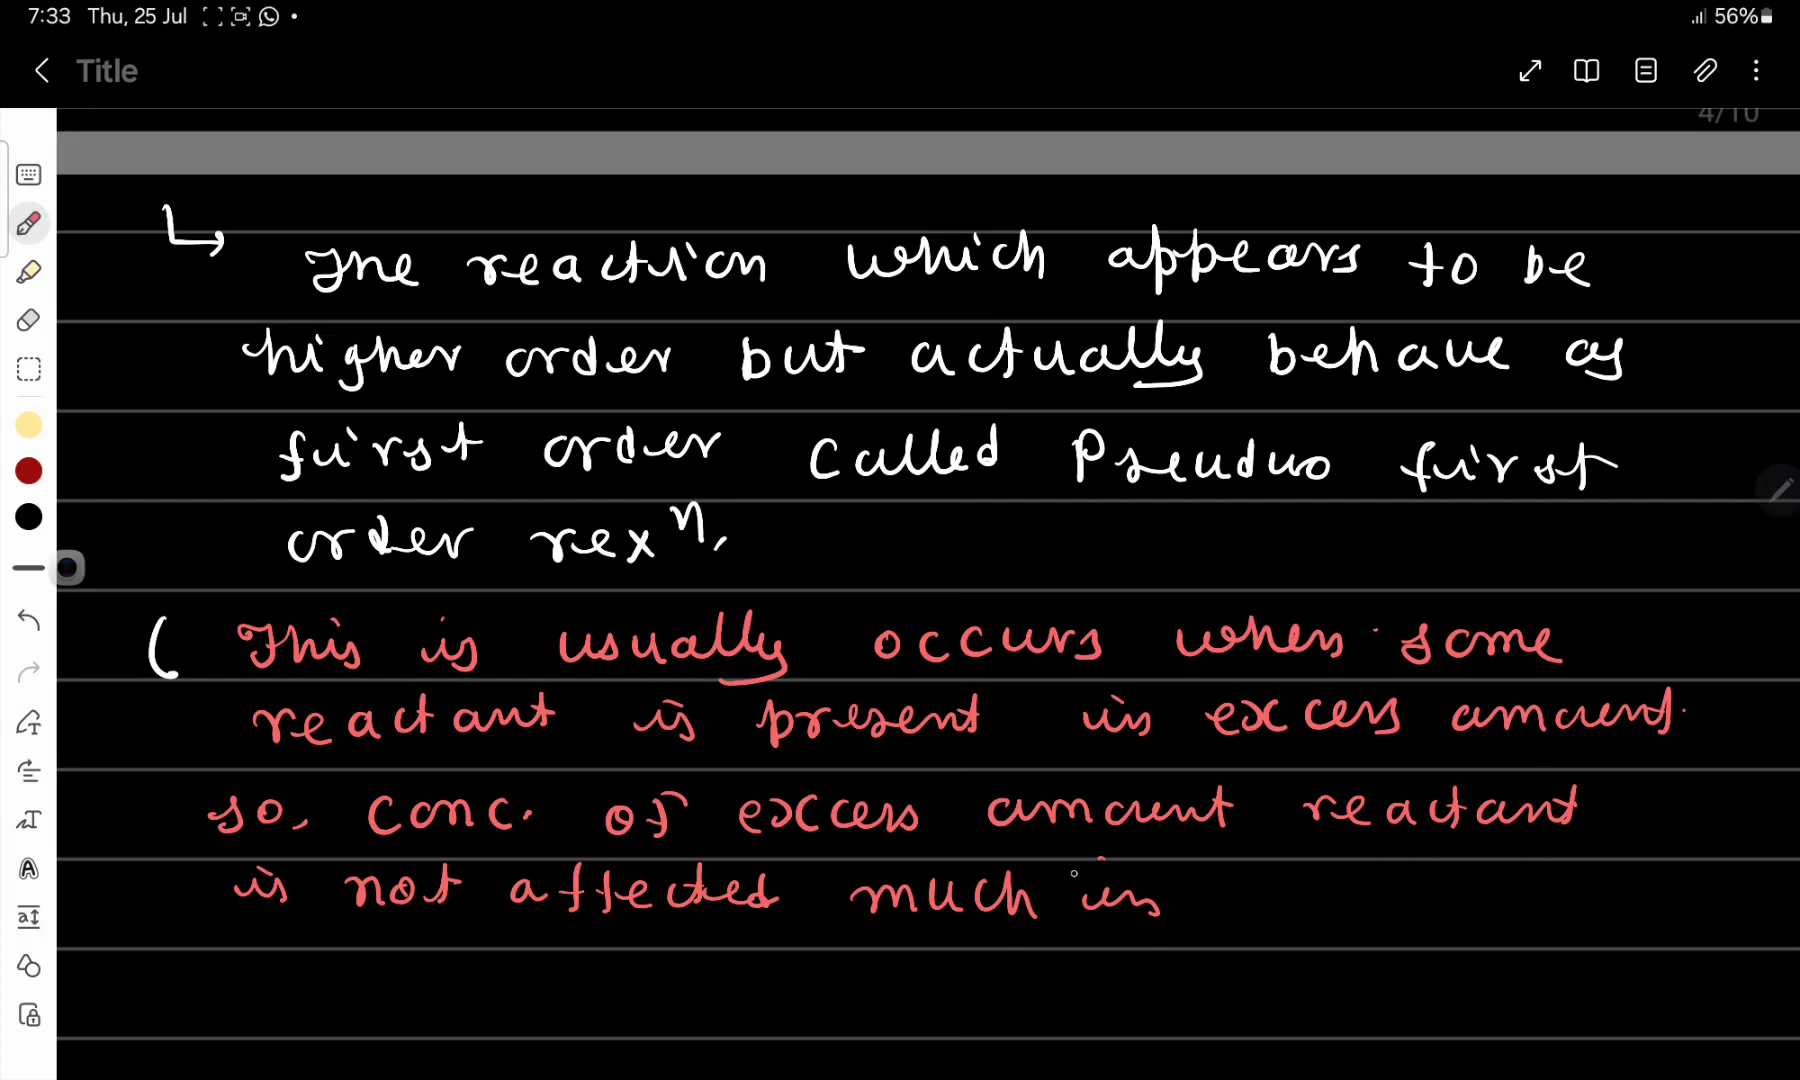 7:33 Thu, 25 Jul 56%
Title
4/10
The reaction which appears to be
higher order but actually behave as
first order called Pseuduo first
order rexⁿ.
( This is usually occurs when some
reactant is present in excess amount.
so, conc. of excess amount reactant
is not affected much in